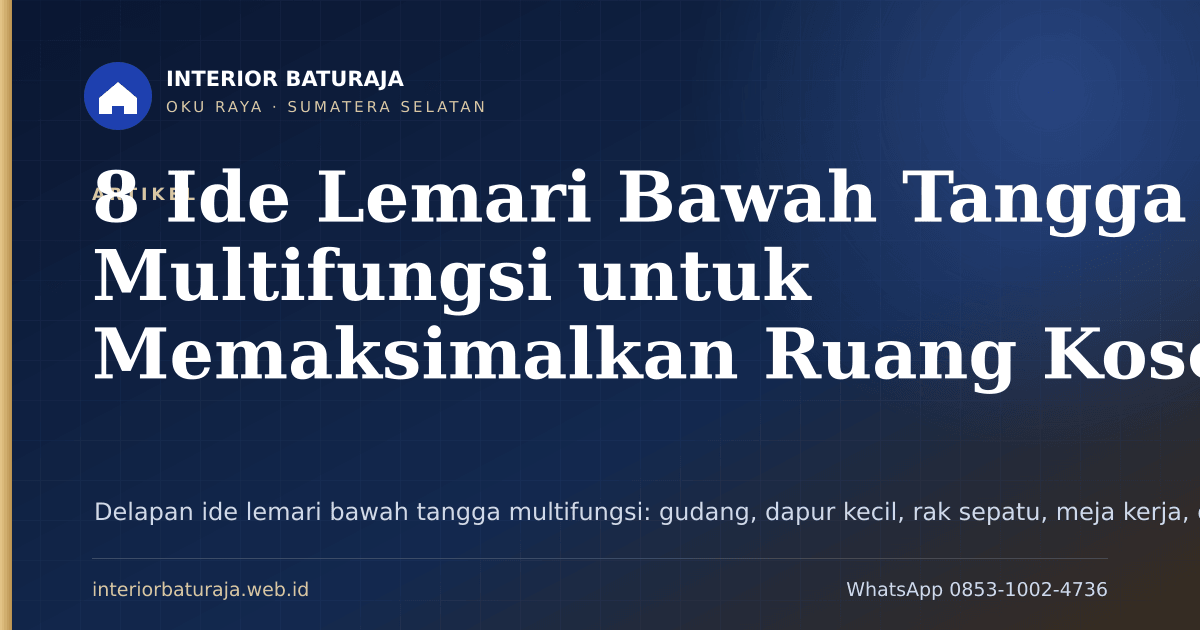 INTERIOR BATURAJA
OKU RAYA · SUMATERA SELATAN
ARTIKEL
8 Ide Lemari Bawah Tangga
Multifungsi untuk
Memaksimalkan Ruang
Delapan ide lemari bawah tangga multifungsi: gudang, dapur kecil, rak sepatu, meja kerja,
interiorbaturaja.web.id
WhatsApp 0853-1002-4736